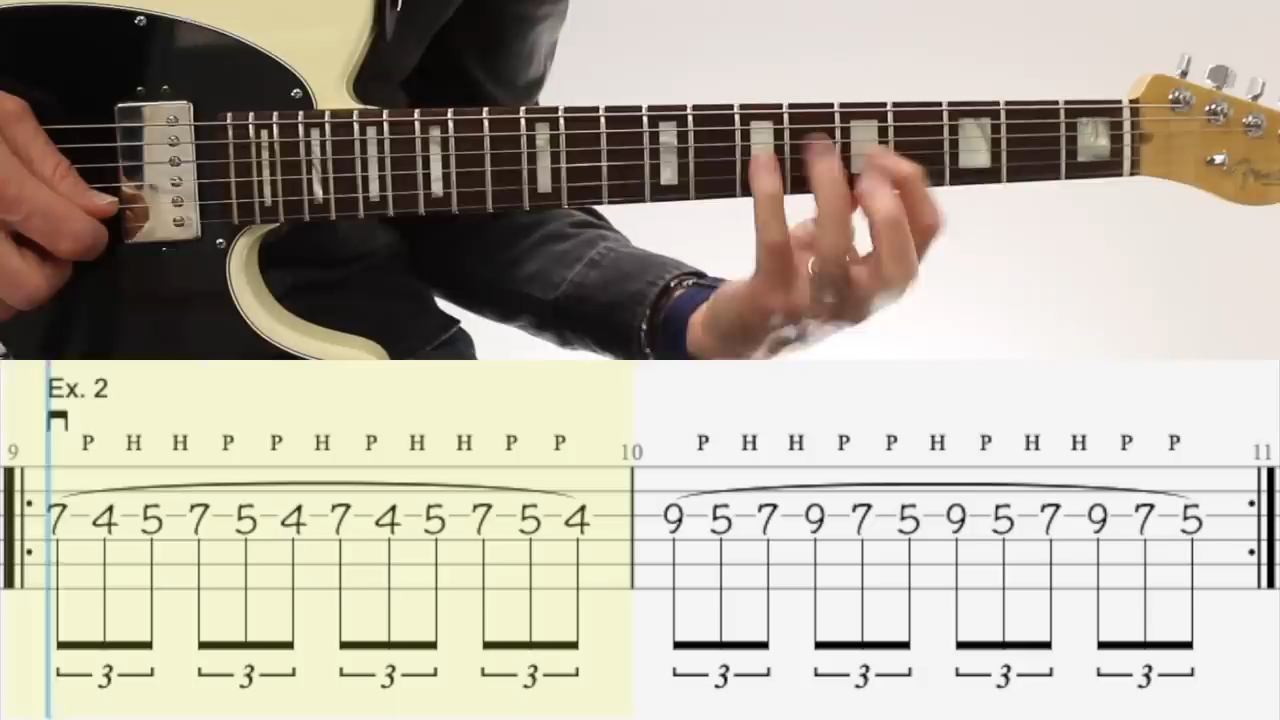 Ex. 2
P H H P P H P H H P P P H H P P H P H H P P
9 10 11
7 4 5 7 5 4 7 4 5 7 5 4 9 5 7 9 7 5 9 5 7 9 7 5
3 3 3 3 3 3 3 3